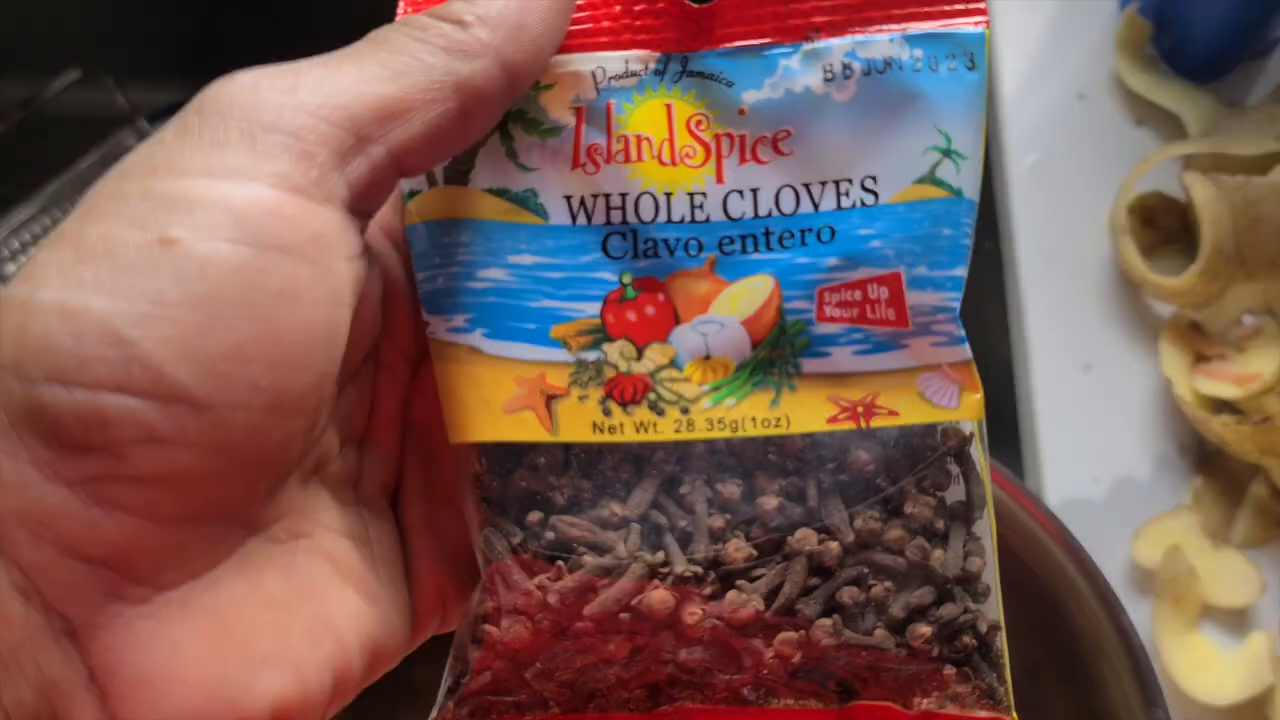 Product of Jamaica
BB JUN 2023
IslandSpice
WHOLE CLOVES
Clavo entero
Spice Up
Your Life
Net Wt. 28.35g(1oz)